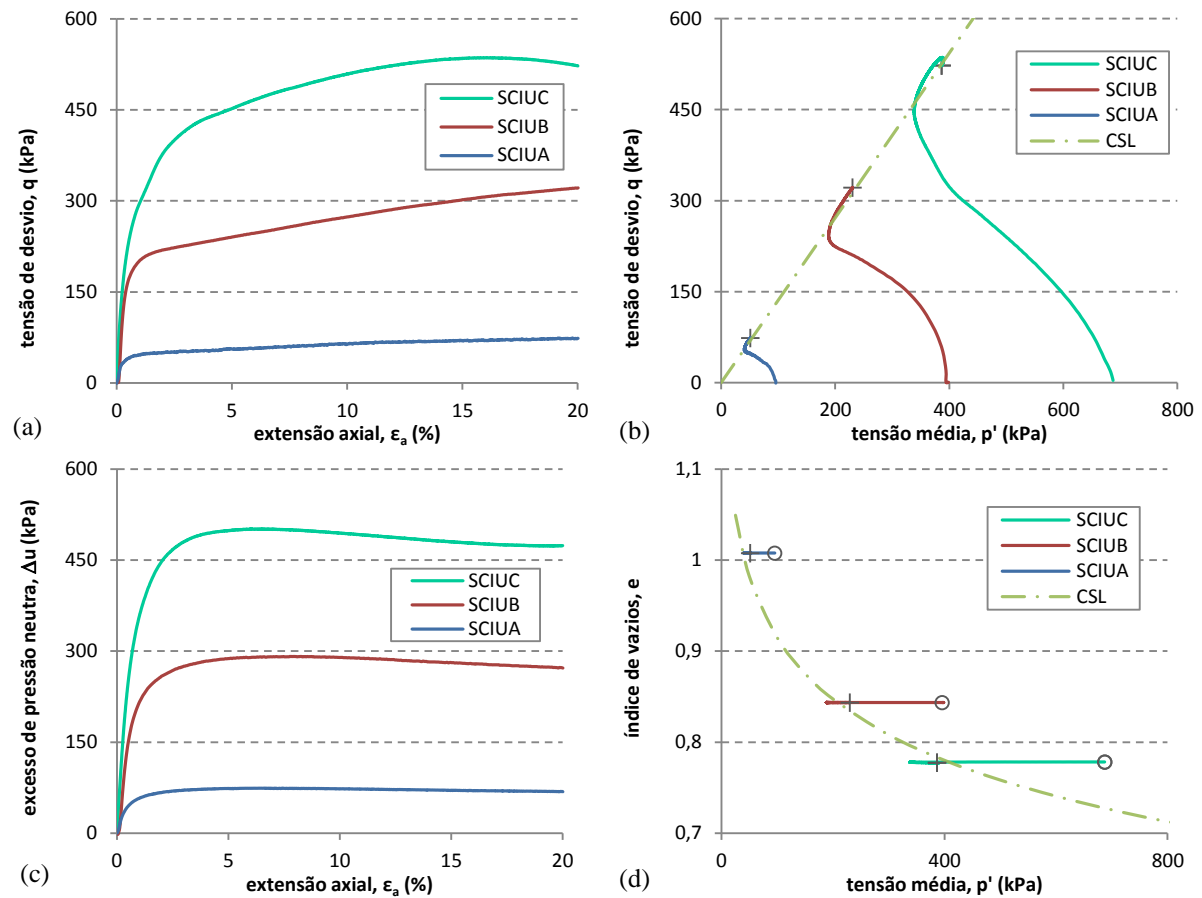 600
450
300
150
0
tensão de desvio, q (kPa)
SCIUC
SCIUB
SCIUA
0 5 10 15 20
extensão axial, εa (%)
(a)
600
450
300
150
0
tensão de desvio, q (kPa)
SCIUC
SCIUB
SCIUA
CSL
0 200 400 600 800
tensão média, p' (kPa)
(b)
600
450
300
150
0
excesso de pressão neutra, Δu (kPa)
SCIUC
SCIUB
SCIUA
0 5 10 15 20
extensão axial, εa (%)
(c)
1,1
1
0,9
0,8
0,7
índice de vazios, e
SCIUC
SCIUB
SCIUA
CSL
0 400 800
tensão média, p' (kPa)
(d)